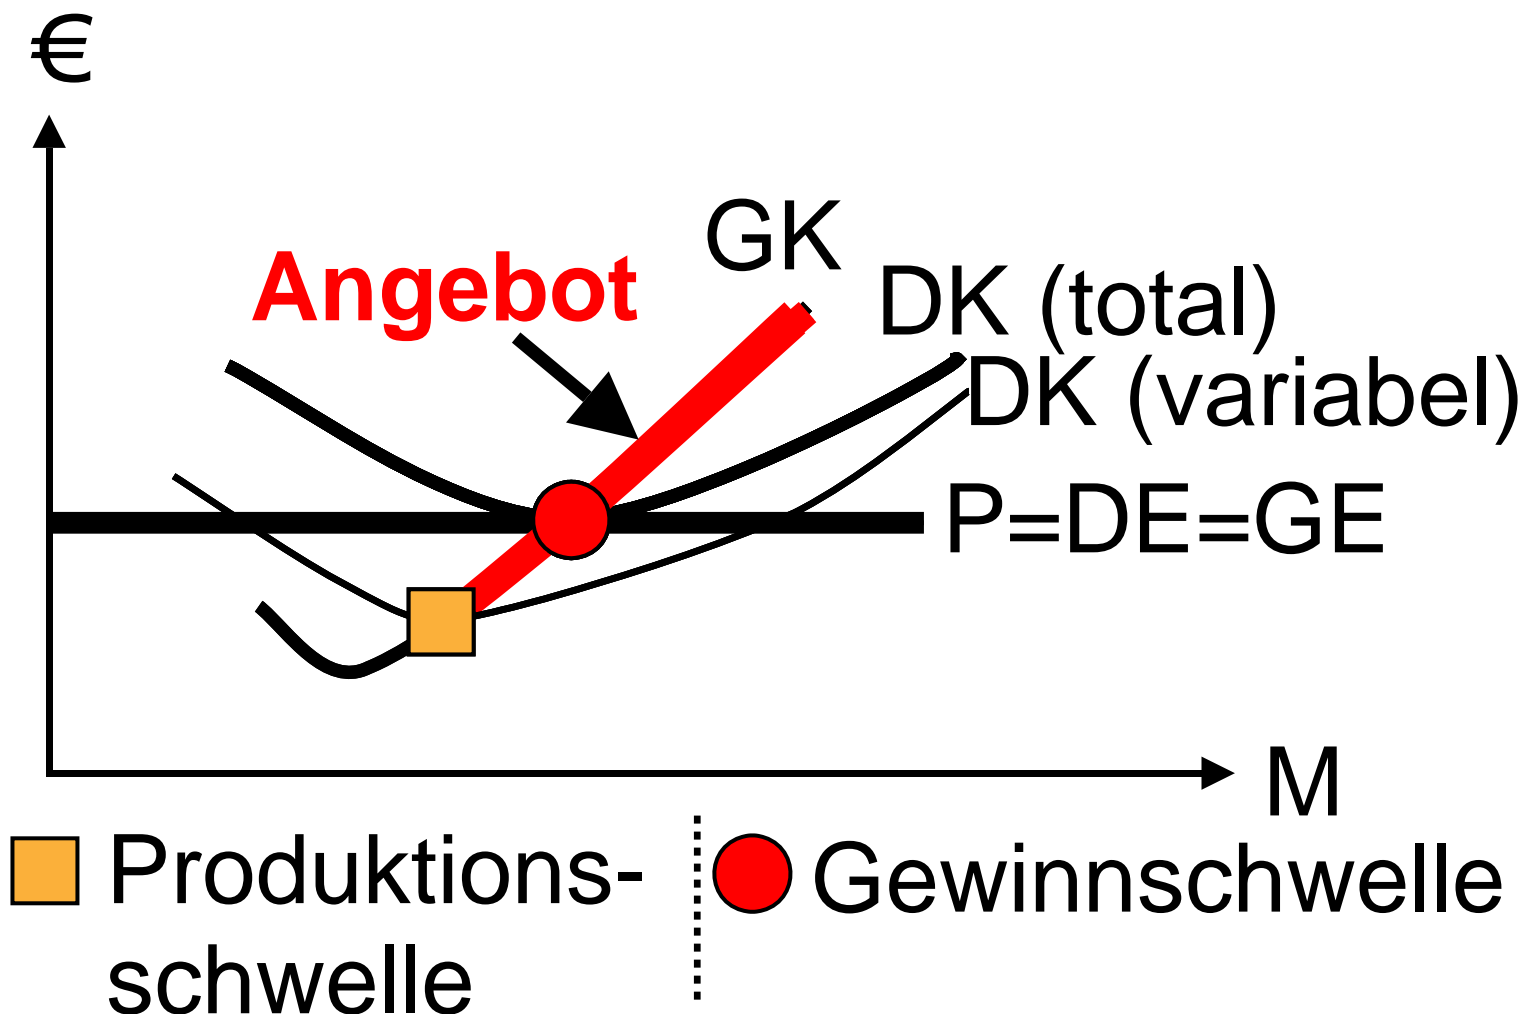 €
GK
Angebot
DK (total)
DK (variabel)
P=DE=GE
M
Produktions-
schwelle
Gewinnschwelle